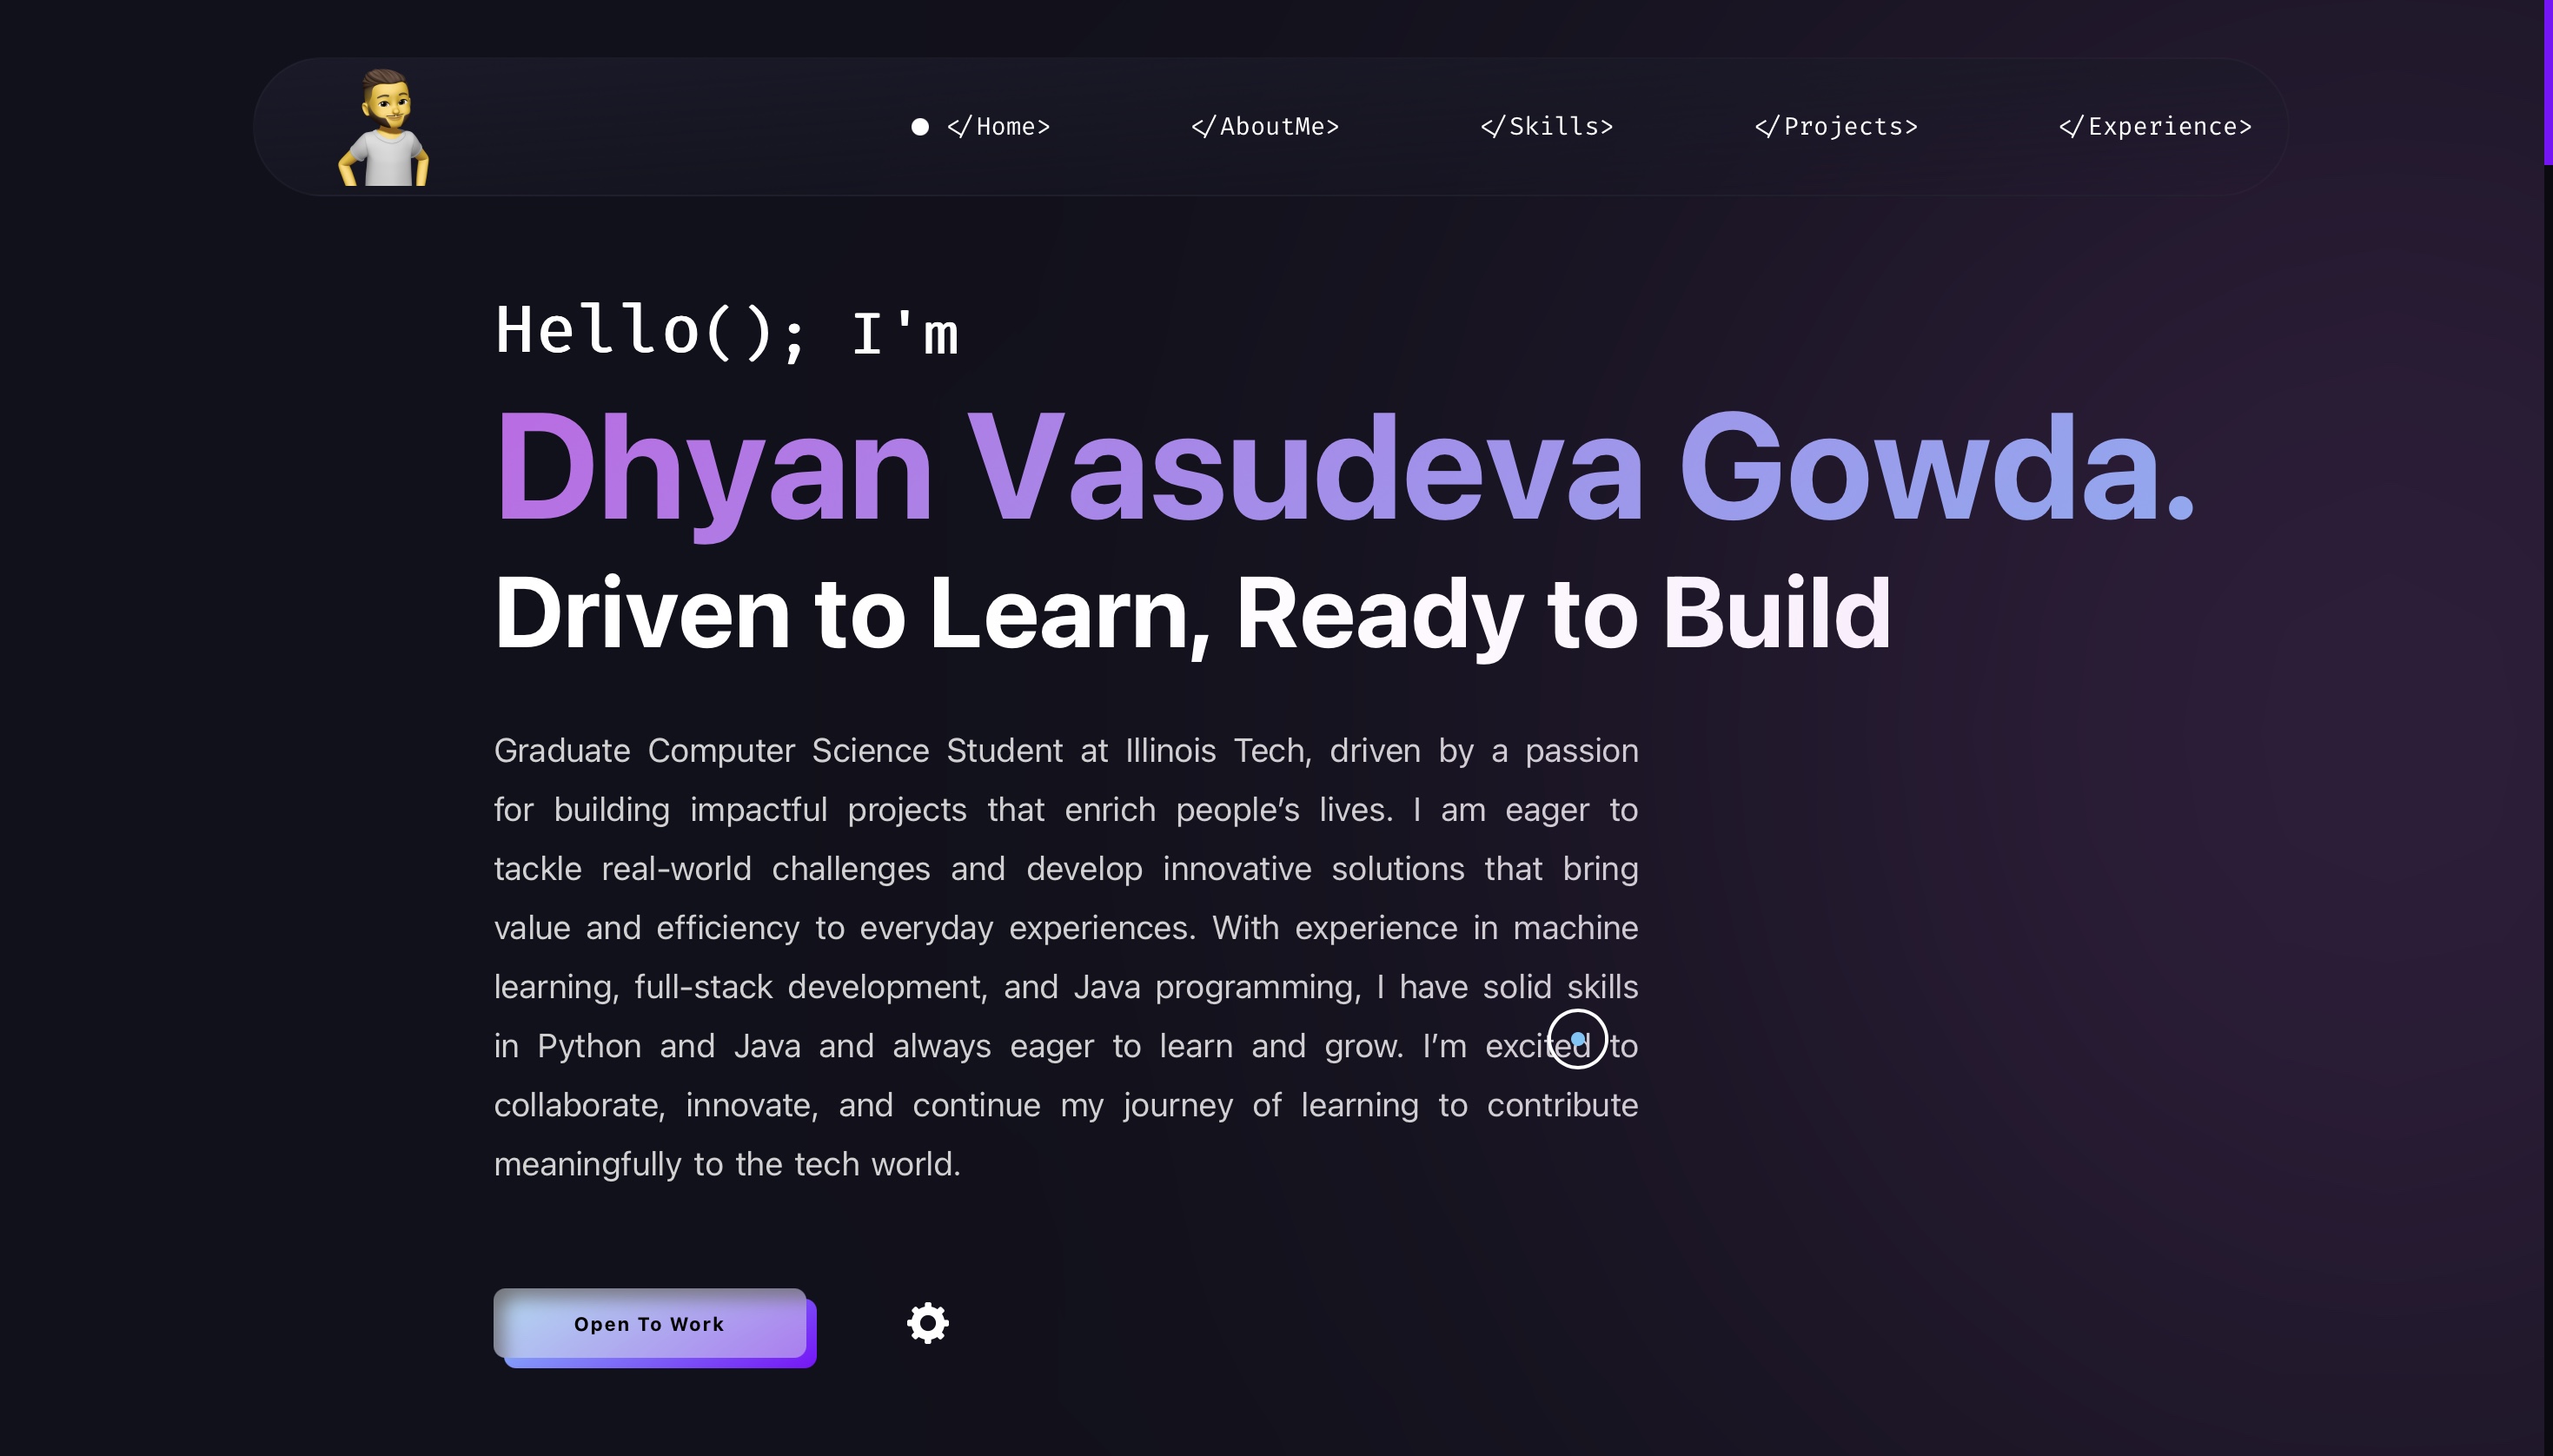 </Home> </AboutMe> </Skills> </Projects> </Experience>
Hello(); I'm
Dhyan Vasudeva Gowda.
Driven to Learn, Ready to Build
Graduate Computer Science Student at Illinois Tech, driven by a passion
for building impactful projects that enrich people’s lives. I am eager to
tackle real-world challenges and develop innovative solutions that bring
value and efficiency to everyday experiences. With experience in machine
learning, full-stack development, and Java programming, I have solid skills
in Python and Java and always eager to learn and grow. I’m excited to
collaborate, innovate, and continue my journey of learning to contribute
meaningfully to the tech world.
Open To Work